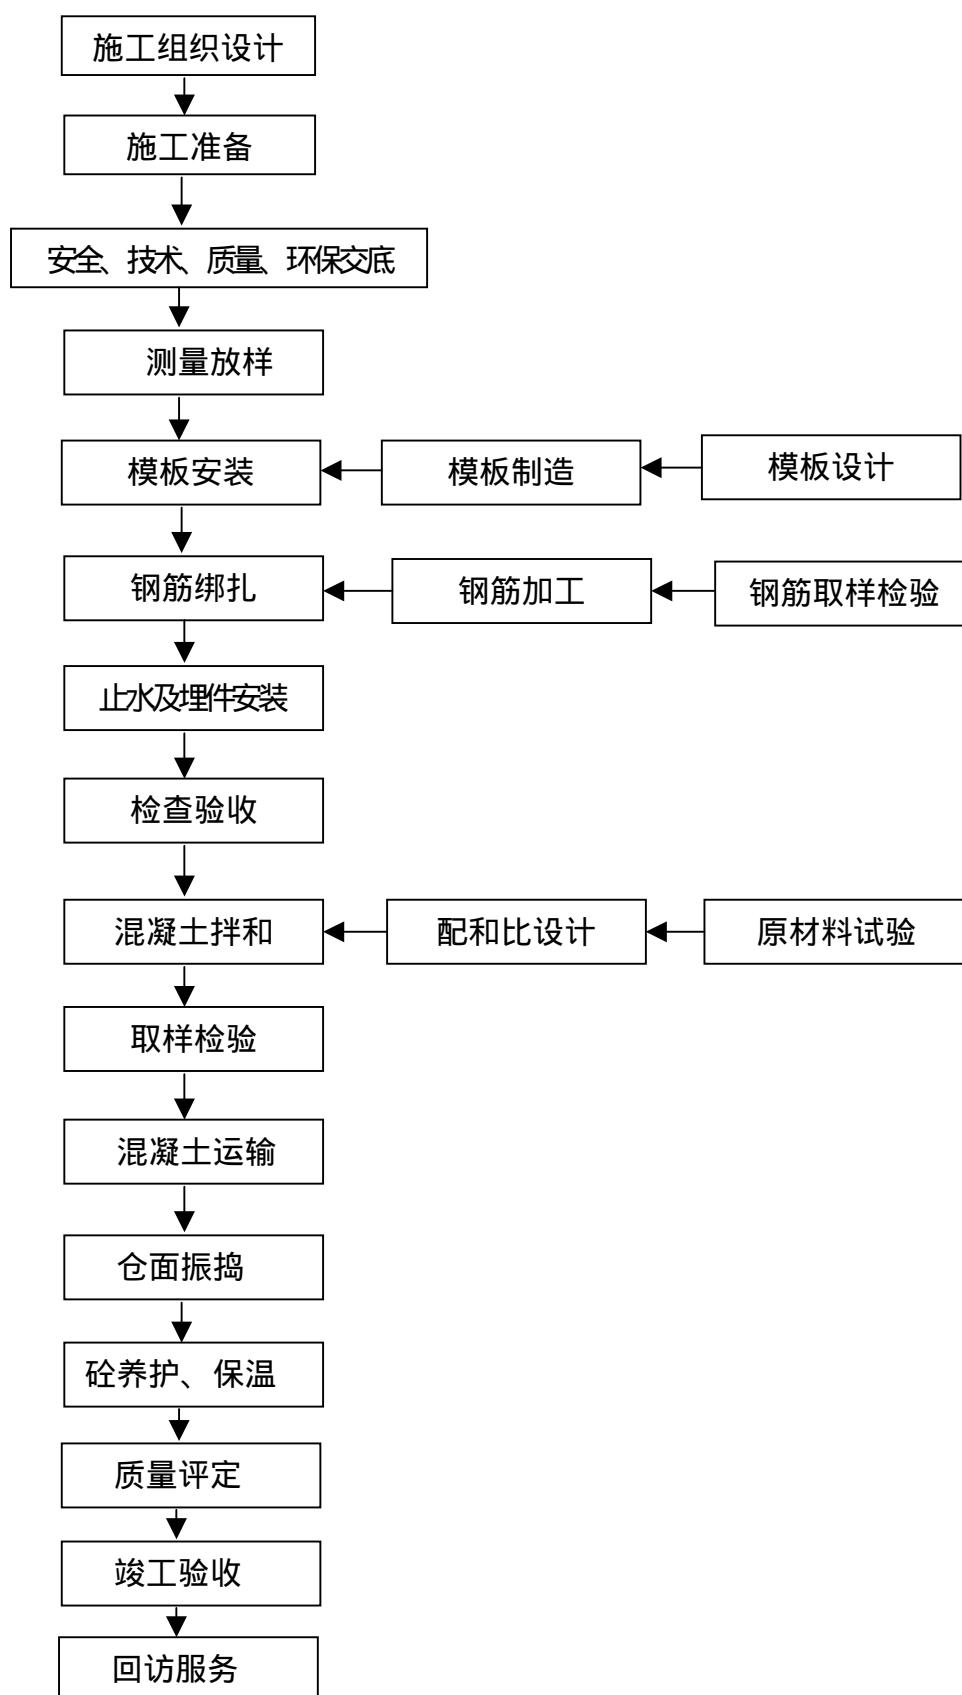 施工组织设计
施工准备
安全、技术、质量、环保交底
测量放样
模板安装
模板制造
模板设计
钢筋绑扎
钢筋加工
钢筋取样检验
止水及埋件安装
检查验收
混凝土拌和
配和比设计
原材料试验
取样检验
混凝土运输
仓面振捣
砼养护、保温
质量评定
竣工验收
回访服务